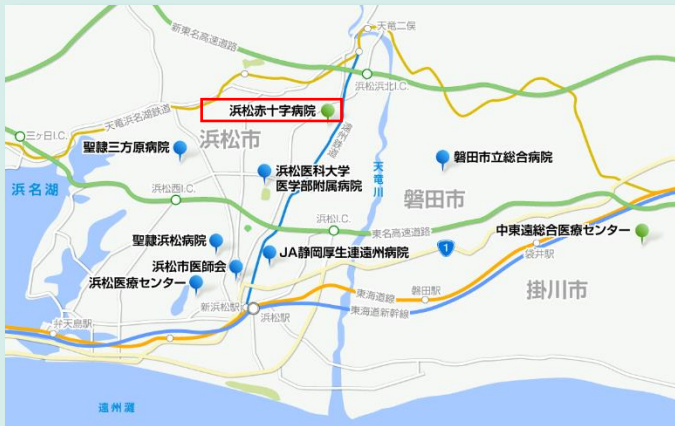 天竜二俣
新東名高速道路
浜松浜北I.C.
浜松赤十字病院
天竜浜名湖鉄道
三ヶ日I.C.
浜松市
遠州鉄道
聖隷三方原病院
磐田市立総合病院
浜松医科大学
医学部附属病院
天竜川
浜名湖
浜松西I.C.
磐田市
浜松I.C.
東名高速道路
中東遠総合医療センター
聖隷浜松病院
1
袋井駅
JA静岡厚生連遠州病院
浜松市医師会
浜松医療センター
掛川市
新浜松駅
東海道線
磐田駅
浜松駅
東海道新幹線
弁天島駅
遠州灘